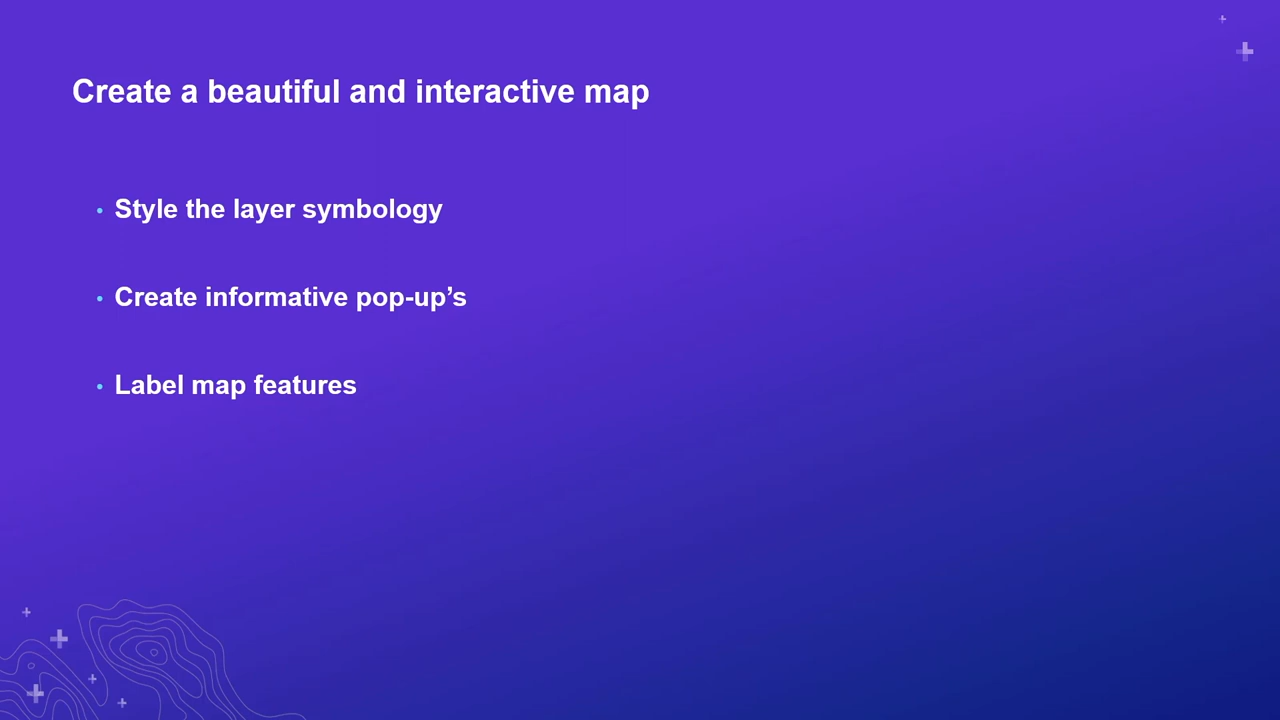 Create a beautiful and interactive map
• Style the layer symbology
• Create informative pop-up’s
• Label map features